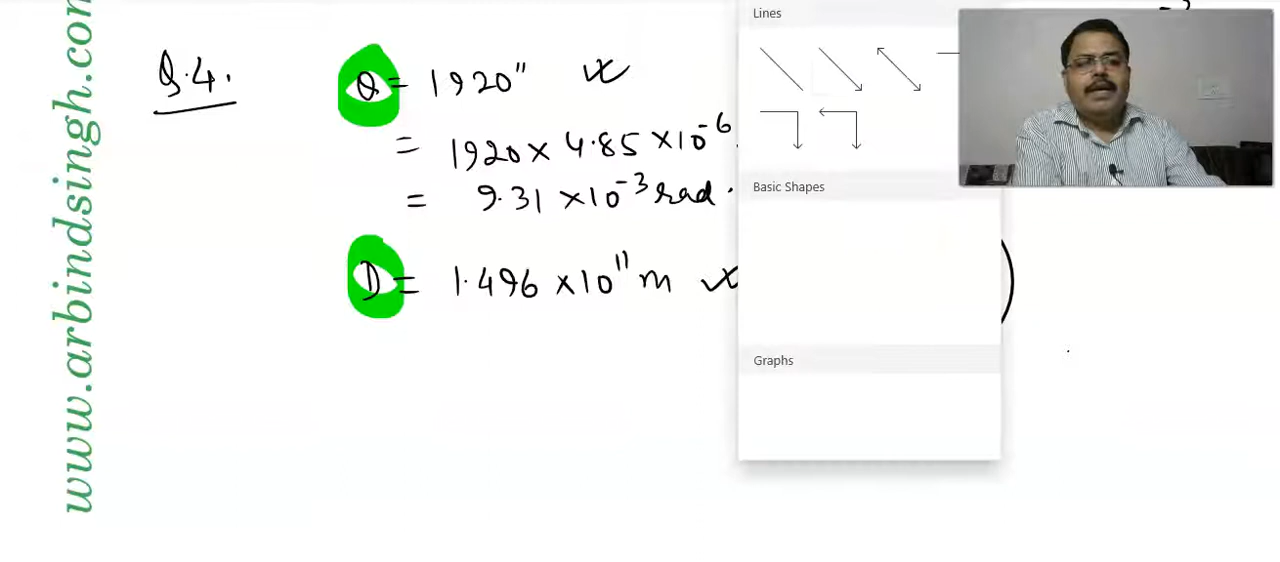 www.arbindsingh.com
Q.4.
θ = 1920"
= 1920 × 4.85 × 10⁻⁶
= 9.31 × 10⁻³ rad.
D = 1.496 × 10¹¹ m
Lines
Basic Shapes
Graphs